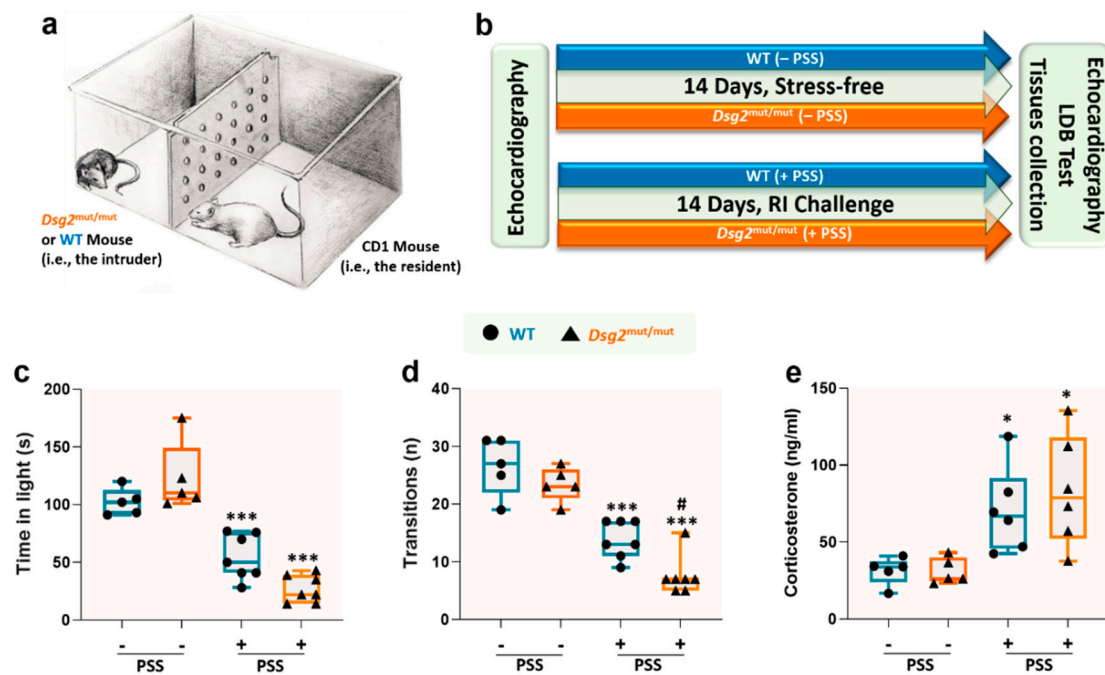 a
Dsg2mut/mut
or WT Mouse
(i.e., the intruder)
CD1 Mouse
(i.e., the resident)
b
Echocardiography
WT (– PSS)
14 Days, Stress-free
Dsg2mut/mut (– PSS)
WT (+ PSS)
14 Days, RI Challenge
Dsg2mut/mut (+ PSS)
Echocardiography
LDB Test
Tissues collection
WT
Dsg2mut/mut
c
Time in light (s)
200
150
100
50
0
***
***
- - + +
PSS PSS
d
Transitions (n)
40
30
20
10
0
***
#
***
- - + +
PSS PSS
e
Corticosterone (ng/ml)
150
100
50
0
*
*
- - + +
PSS PSS